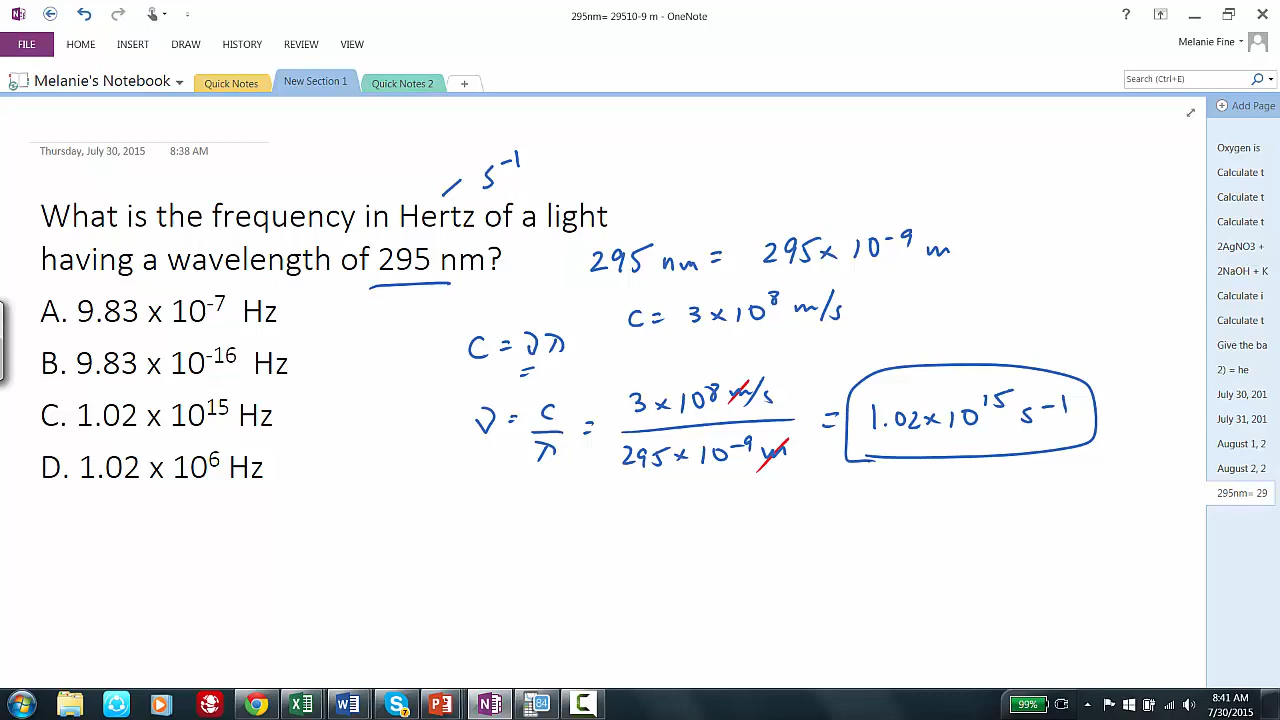 295nm= 29510-9 m - OneNote
FILE HOME INSERT DRAW HISTORY REVIEW VIEW
Melanie Fine
Melanie's Notebook Quick Notes New Section 1 Quick Notes 2
Search (Ctrl+E)
Add Page
Thursday, July 30, 2015 8:38 AM
s⁻¹
What is the frequency in Hertz of a light
having a wavelength of 295 nm?
A. 9.83 x 10⁻⁷ Hz
B. 9.83 x 10⁻¹⁶ Hz
C. 1.02 x 10¹⁵ Hz
D. 1.02 x 10⁶ Hz
295 nm = 295 x 10⁻⁹ m
C = 3 x 10⁸ m/s
C = νλ
ν = c/λ = 3 x 10⁸ m/s / 295 x 10⁻⁹ m = 1.02 x 10¹⁵ s⁻¹
Oxygen is
Calculate t
Calculate t
Calculate t
2AgNO3 +
2NaOH + K
Calculate i
Calculate t
Give the ba
2) = he
July 30, 201
July 31, 201
August 1, 2
August 2, 2
295nm= 29
99%
8:41 AM
7/30/2015